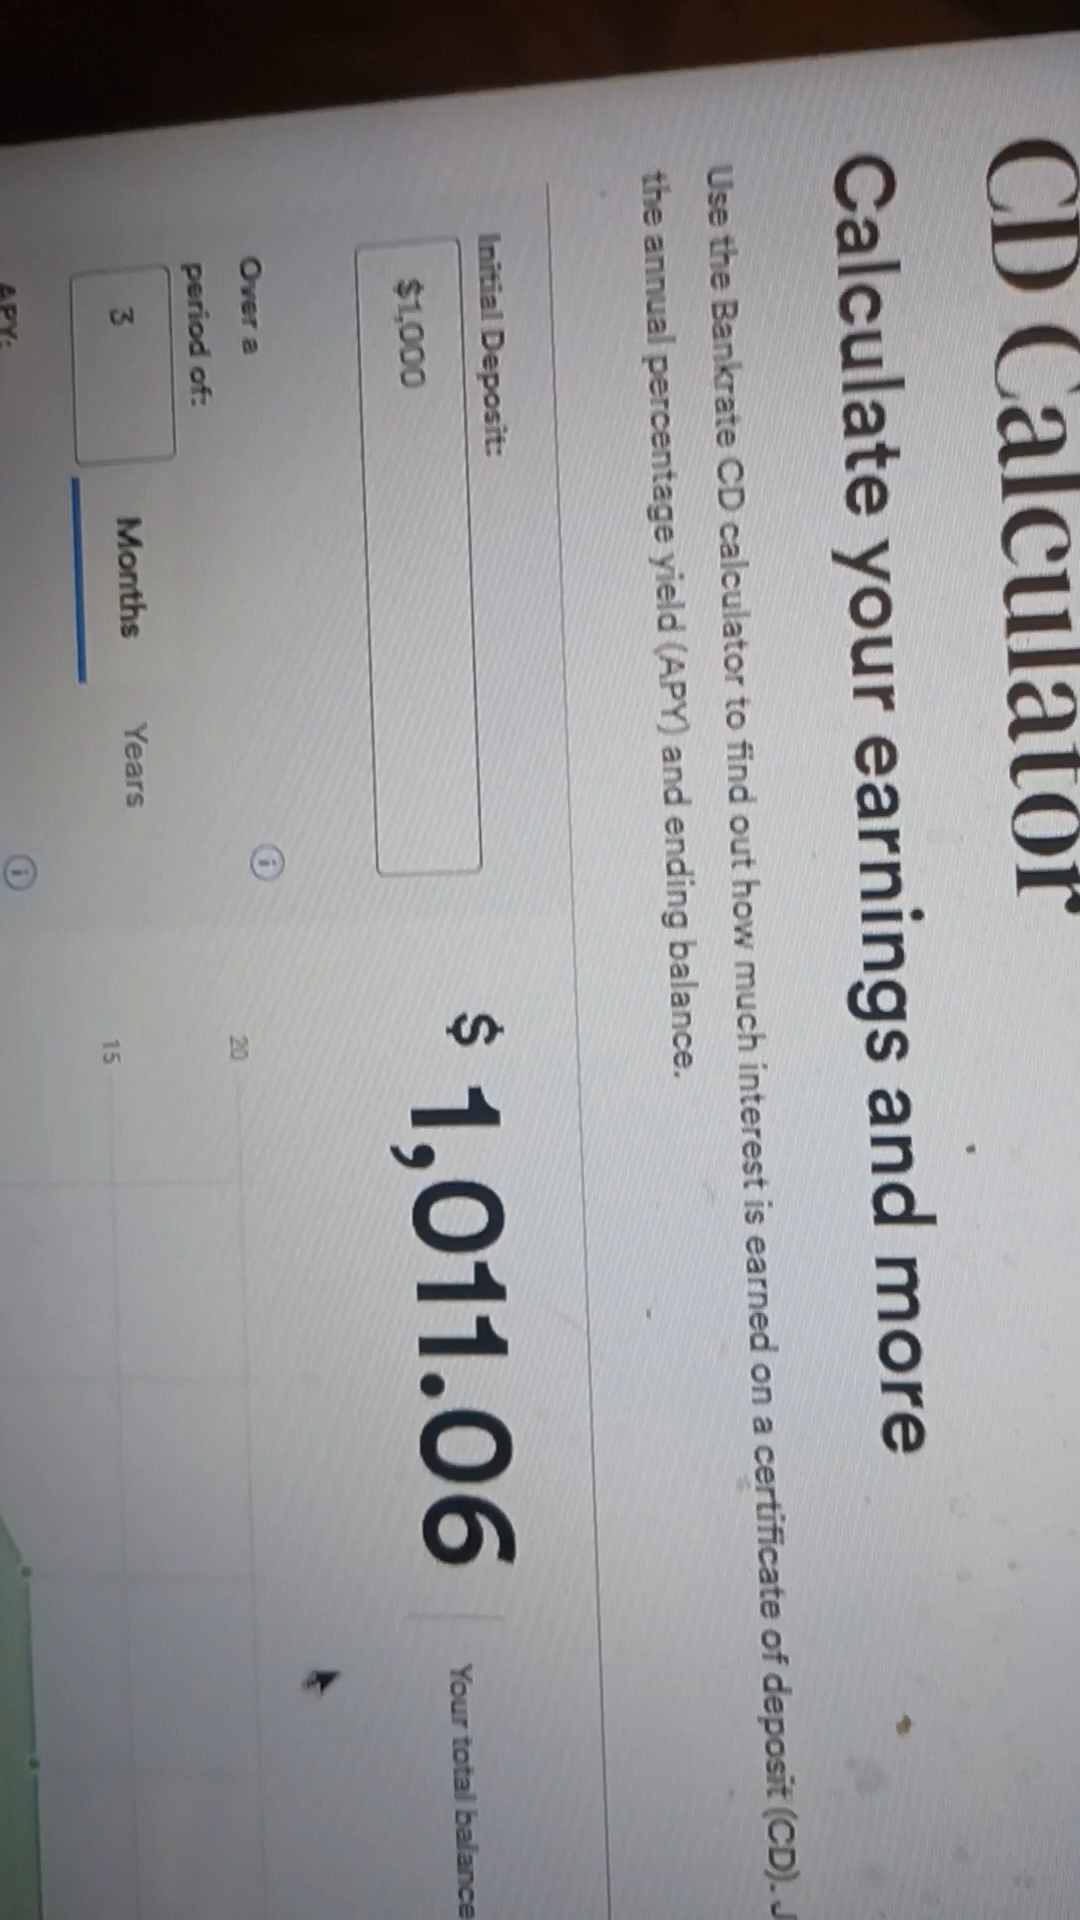 CD Calculator
Calculate your earnings and more
Use the Bankrate CD calculator to find out how much interest is earned on a certificate of deposit (CD).
the annual percentage yield (APY) and ending balance.
Initial Deposit:
$1,000
$ 1,011.06
Your total balance
Over a
period of:
3
Months
Years
20
15
APY: